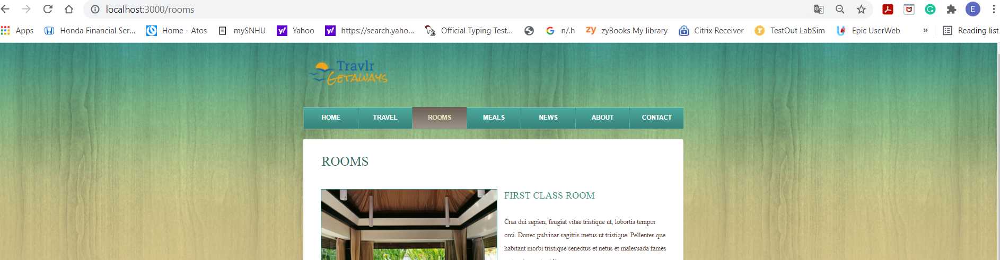 localhost:3000/rooms
E
Apps Honda Financial Ser... Home - Atos mySNHU Yahoo https://search.yaho... Official Typing Test... n/.h zyBooks My library Citrix Receiver TestOut LabSim Epic UserWeb » Reading list
Travlr
GETAWAYS
HOME TRAVEL ROOMS MEALS NEWS ABOUT CONTACT
ROOMS
FIRST CLASS ROOM
Cras dui sapien, feugiat vitae tristique ut, lobortis tempor
orci. Donec pulvinar sagittis metus ut tristique. Pellentes que
habitant morbi tristique senectus et netus et malesuada fames